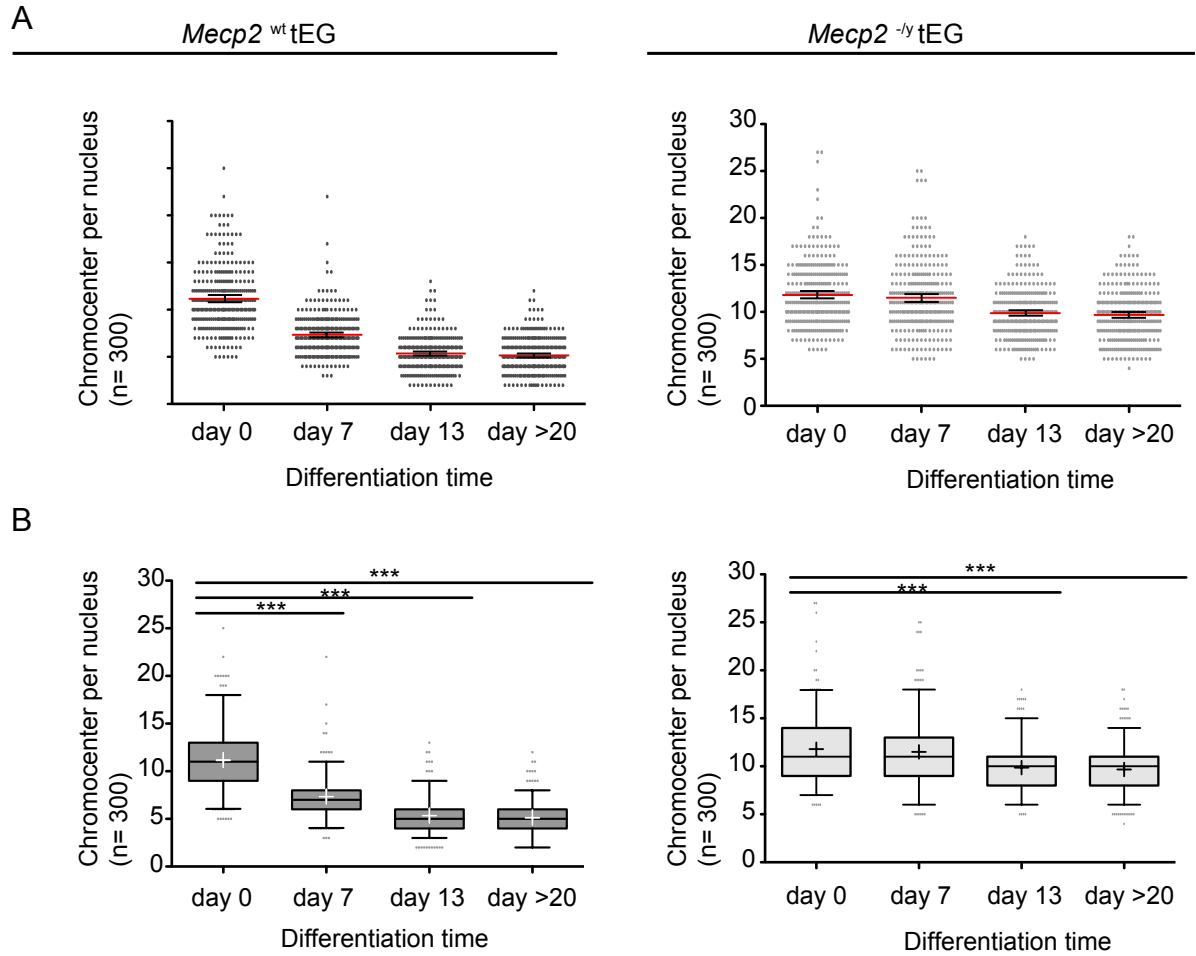 A
Mecp2 wt tEG
Mecp2 -/y tEG
Chromocenter per nucleus
(n= 300)
day 0 day 7 day 13 day >20
Differentiation time
Chromocenter per nucleus
(n= 300)
30
25
20
15
10
5
0
day 0 day 7 day 13 day >20
Differentiation time
B
Chromocenter per nucleus
(n= 300)
30
25
20
15
10
5
0
***
***
***
day 0 day 7 day 13 day >20
Differentiation time
Chromocenter per nucleus
(n= 300)
30
25
20
15
10
5
0
***
***
day 0 day 7 day 13 day >20
Differentiation time